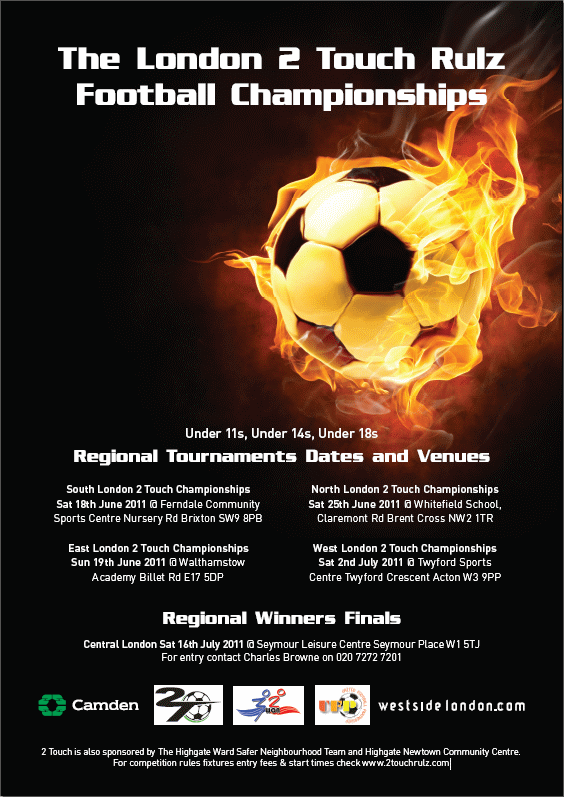 The London 2 Touch Rulz
Football Championships
Under 11s, Under 14s, Under 18s
Regional Tournaments Dates and Venues
South London 2 Touch Championships
Sat 18th June 2011 @ Ferndale Community
Sports Centre Nursery Rd Brixton SW9 8PB
North London 2 Touch Championships
Sat 25th June 2011 @ Whitefield School,
Claremont Rd Brent Cross NW2 1TR
East London 2 Touch Championships
Sun 19th June 2011 @ Walthamstow
Academy Billet Rd E17 5DP
West London 2 Touch Championships
Sat 2nd July 2011 @ Twyford Sports
Centre Twyford Crescent Acton W3 9PP
Regional Winners Finals
Central London Sat 16th July 2011 @ Seymour Leisure Centre Seymour Place W1 5TJ
For entry contact Charles Browne on 020 7272 7201
Camden
westsidelondon.com
2 Touch is also sponsored by The Highgate Ward Safer Neighbourhood Team and Highgate Newtown Community Centre.
For competition rules fixtures entry fees & start times check www.2touchrulz.com